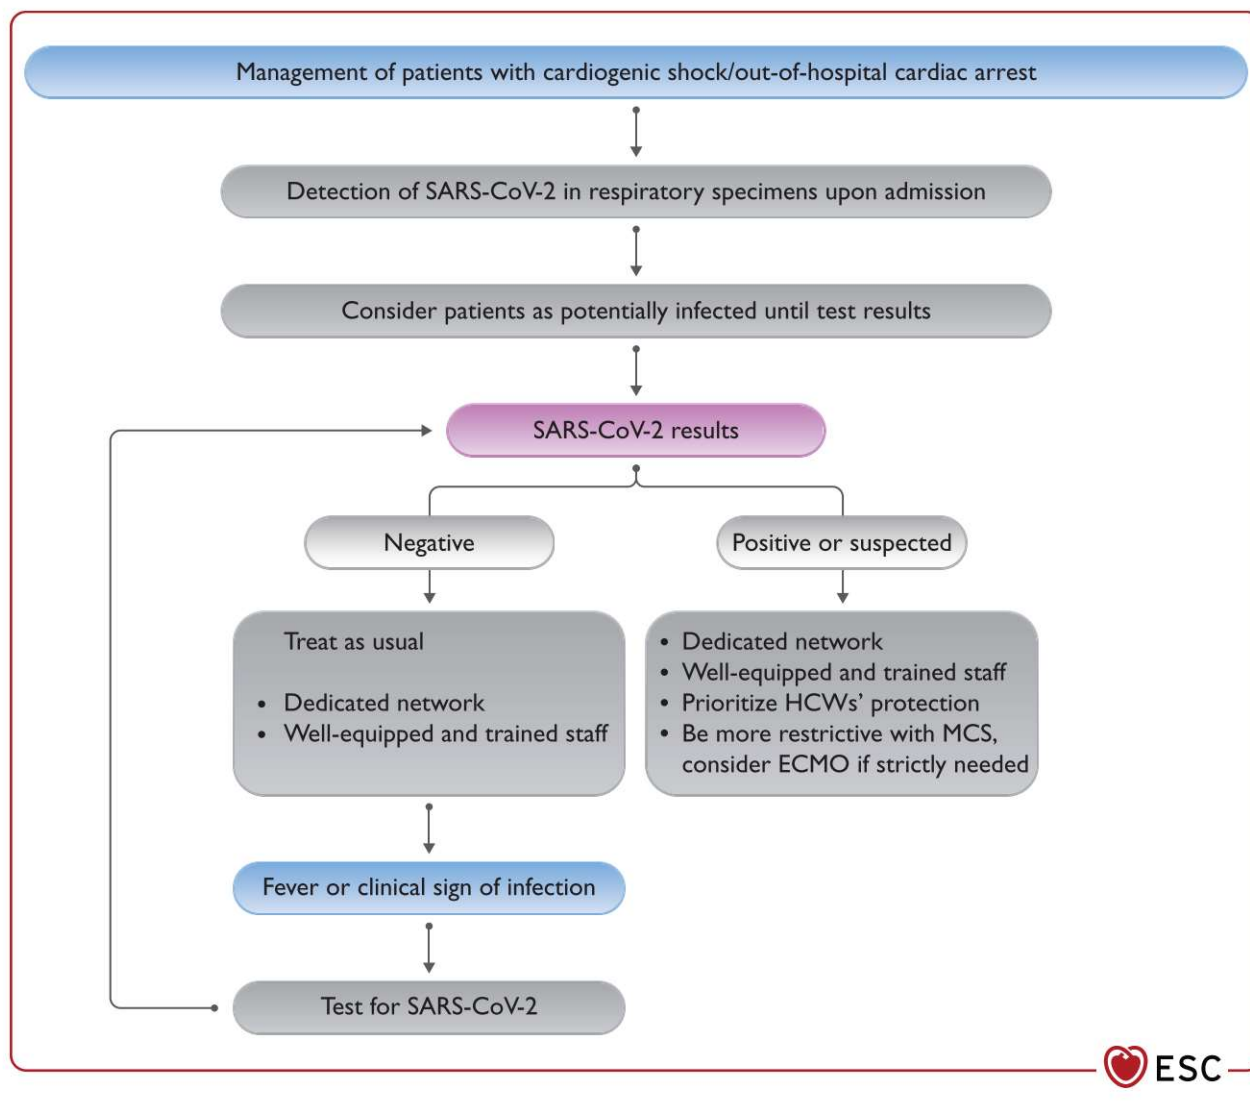 Management of patients with cardiogenic shock/out-of-hospital cardiac arrest
Detection of SARS-CoV-2 in respiratory specimens upon admission
Consider patients as potentially infected until test results
SARS-CoV-2 results
Negative
Positive or suspected
Treat as usual
• Dedicated network
• Well-equipped and trained staff
• Dedicated network
• Well-equipped and trained staff
• Prioritize HCWs’ protection
• Be more restrictive with MCS,
consider ECMO if strictly needed
Fever or clinical sign of infection
Test for SARS-CoV-2
ESC